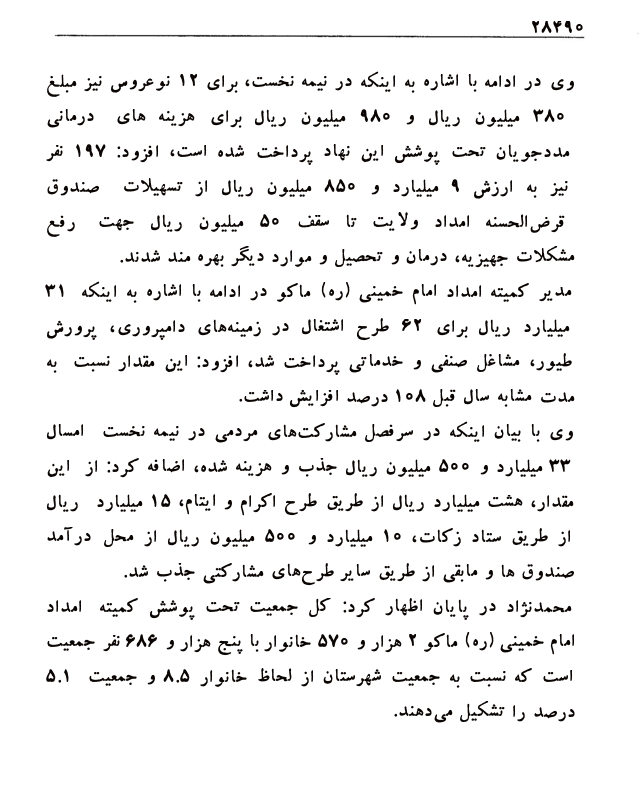 ۲۸۴۹۰
وی در ادامه با اشاره به اینکه در نیمه نخست، برای ۱۲ نوعروس نیز مبلغ
۳۸۰ میلیون ریال و ۹۸۰ میلیون ریال برای هزینه های درمانی
مددجویان تحت پوشش این نهاد پرداخت شده است، افزود: ۱۹۷ نفر
نیز به ارزش ۹ میلیارد و ۸۵۰ میلیون ریال از تسهیلات صندوق
قرض‌الحسنه امداد ولایت تا سقف ۵۰ میلیون ریال جهت رفع
مشکلات جهیزیه، درمان و تحصیل و موارد دیگر بهره مند شدند.
مدیر کمیته امداد امام خمینی (ره) ماکو در ادامه با اشاره به اینکه ۳۱
میلیارد ریال برای ۶۲ طرح اشتغال در زمینه‌های دامپروری، پرورش
طیور، مشاغل صنفی و خدماتی پرداخت شد، افزود: این مقدار نسبت به
مدت مشابه سال قبل ۱۰۸ درصد افزایش داشت.
وی با بیان اینکه در سرفصل مشارکت‌های مردمی در نیمه نخست امسال
۳۳ میلیارد و ۵۰۰ میلیون ریال جذب و هزینه شده، اضافه کرد: از این
مقدار، هشت میلیارد ریال از طریق طرح اکرام و ایتام، ۱۵ میلیارد ریال
از طریق ستاد زکات، ۱۰ میلیارد و ۵۰۰ میلیون ریال از محل درآمد
صندوق ها و مابقی از طریق سایر طرح‌های مشارکتی جذب شد.
محمدنژاد در پایان اظهار کرد: کل جمعیت تحت پوشش کمیته امداد
امام خمینی (ره) ماکو ۲ هزار و ۵۷۰ خانوار با پنج هزار و ۶۸۶ نفر جمعیت
است که نسبت به جمعیت شهرستان از لحاظ خانوار ۸.۵ و جمعیت ۵.۱
درصد را تشکیل می‌دهند.